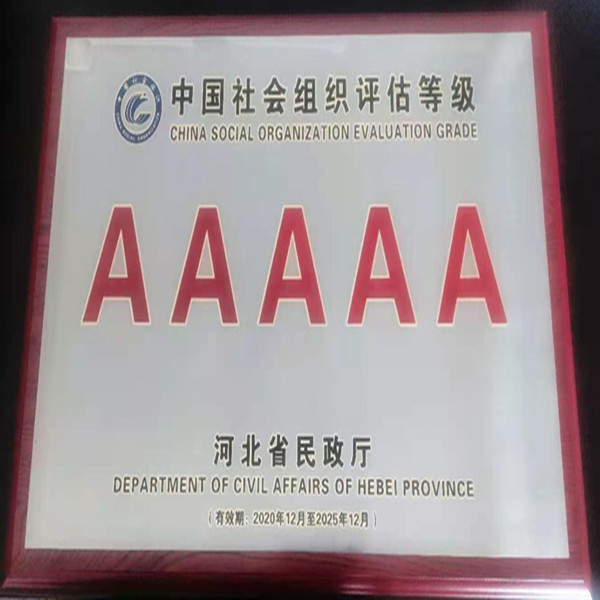 中国社会组织评估等级
CHINA SOCIAL ORGANIZATION EVALUATION GRADE
AAAAA
河北省民政厅
DEPARTMENT OF CIVIL AFFAIRS OF HEBEI PROVINCE
（有效期：2020年12月至2025年12月）